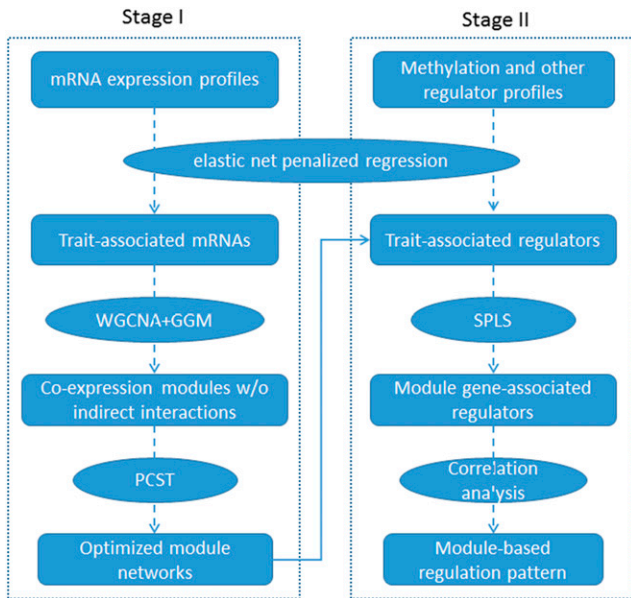 Stage I
mRNA expression profiles
elastic net penalized regression
Trait-associated mRNAs
WGCNA+GGM
Co-expression modules w/o
indirect interactions
PCST
Optimized module
networks
Stage II
Methylation and other
regulator profiles
Trait-associated regulators
SPLS
Module gene-associated
regulators
Correlation
analysis
Module-based
regulation pattern